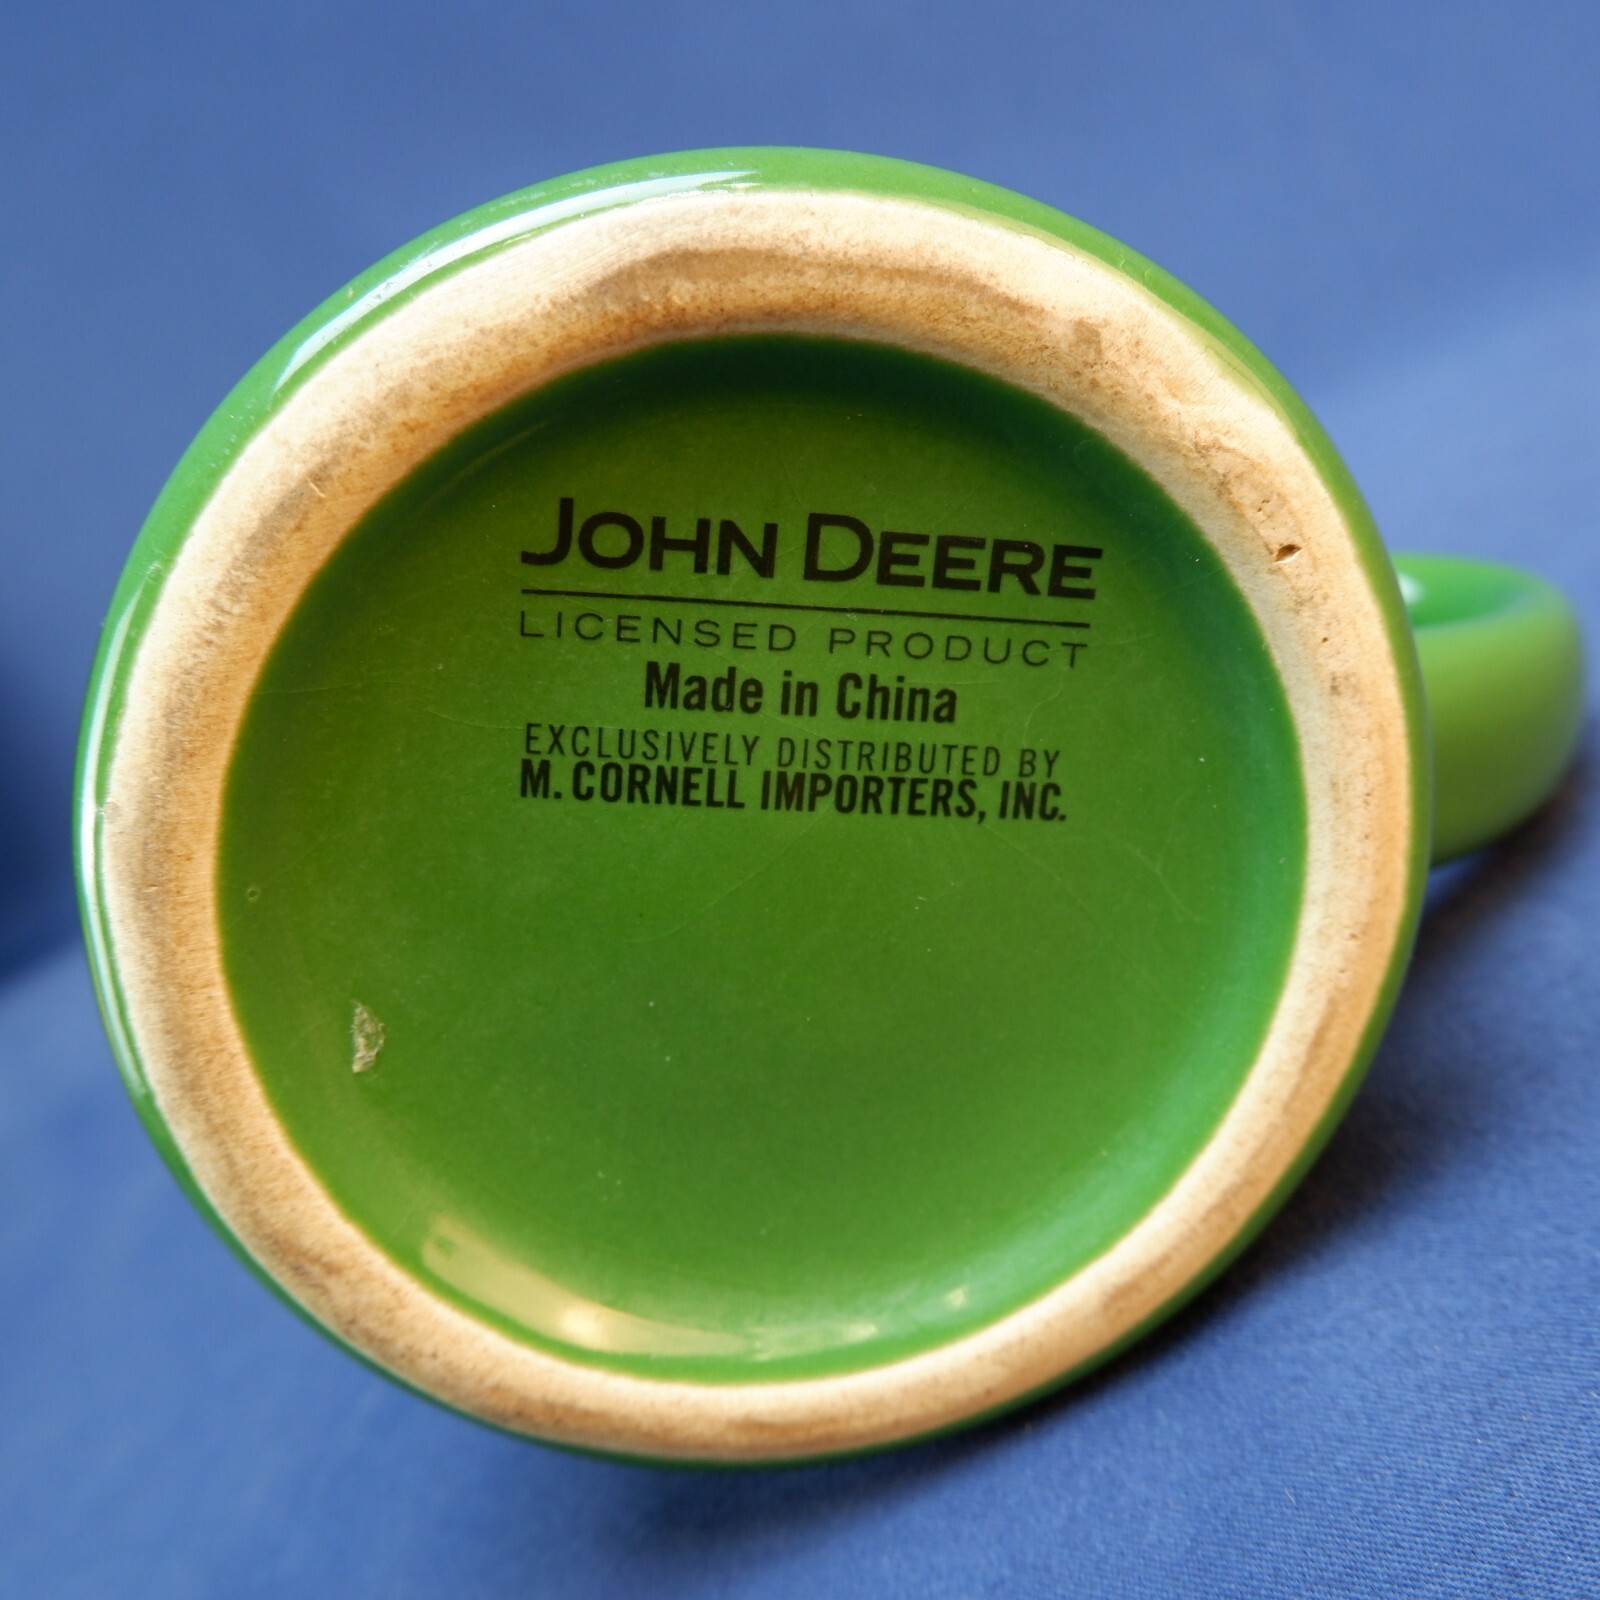 JOHN DEERE
LICENSED PRODUCT
Made in China
EXCLUSIVELY DISTRIBUTED BY
M. CORNELL IMPORTERS, INC.